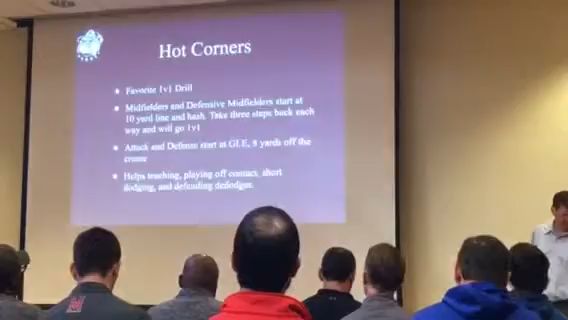 Hot Corners
Favorite 1v1 Drill
Midfielders and Defensive Midfielders start at
10 yard line and hash. Take three steps back each
way and will go 1v1
Attack and Defense start at GLE, 8 yards off the
crease
Helps teaching, playing off contact, short
dodging, and defending